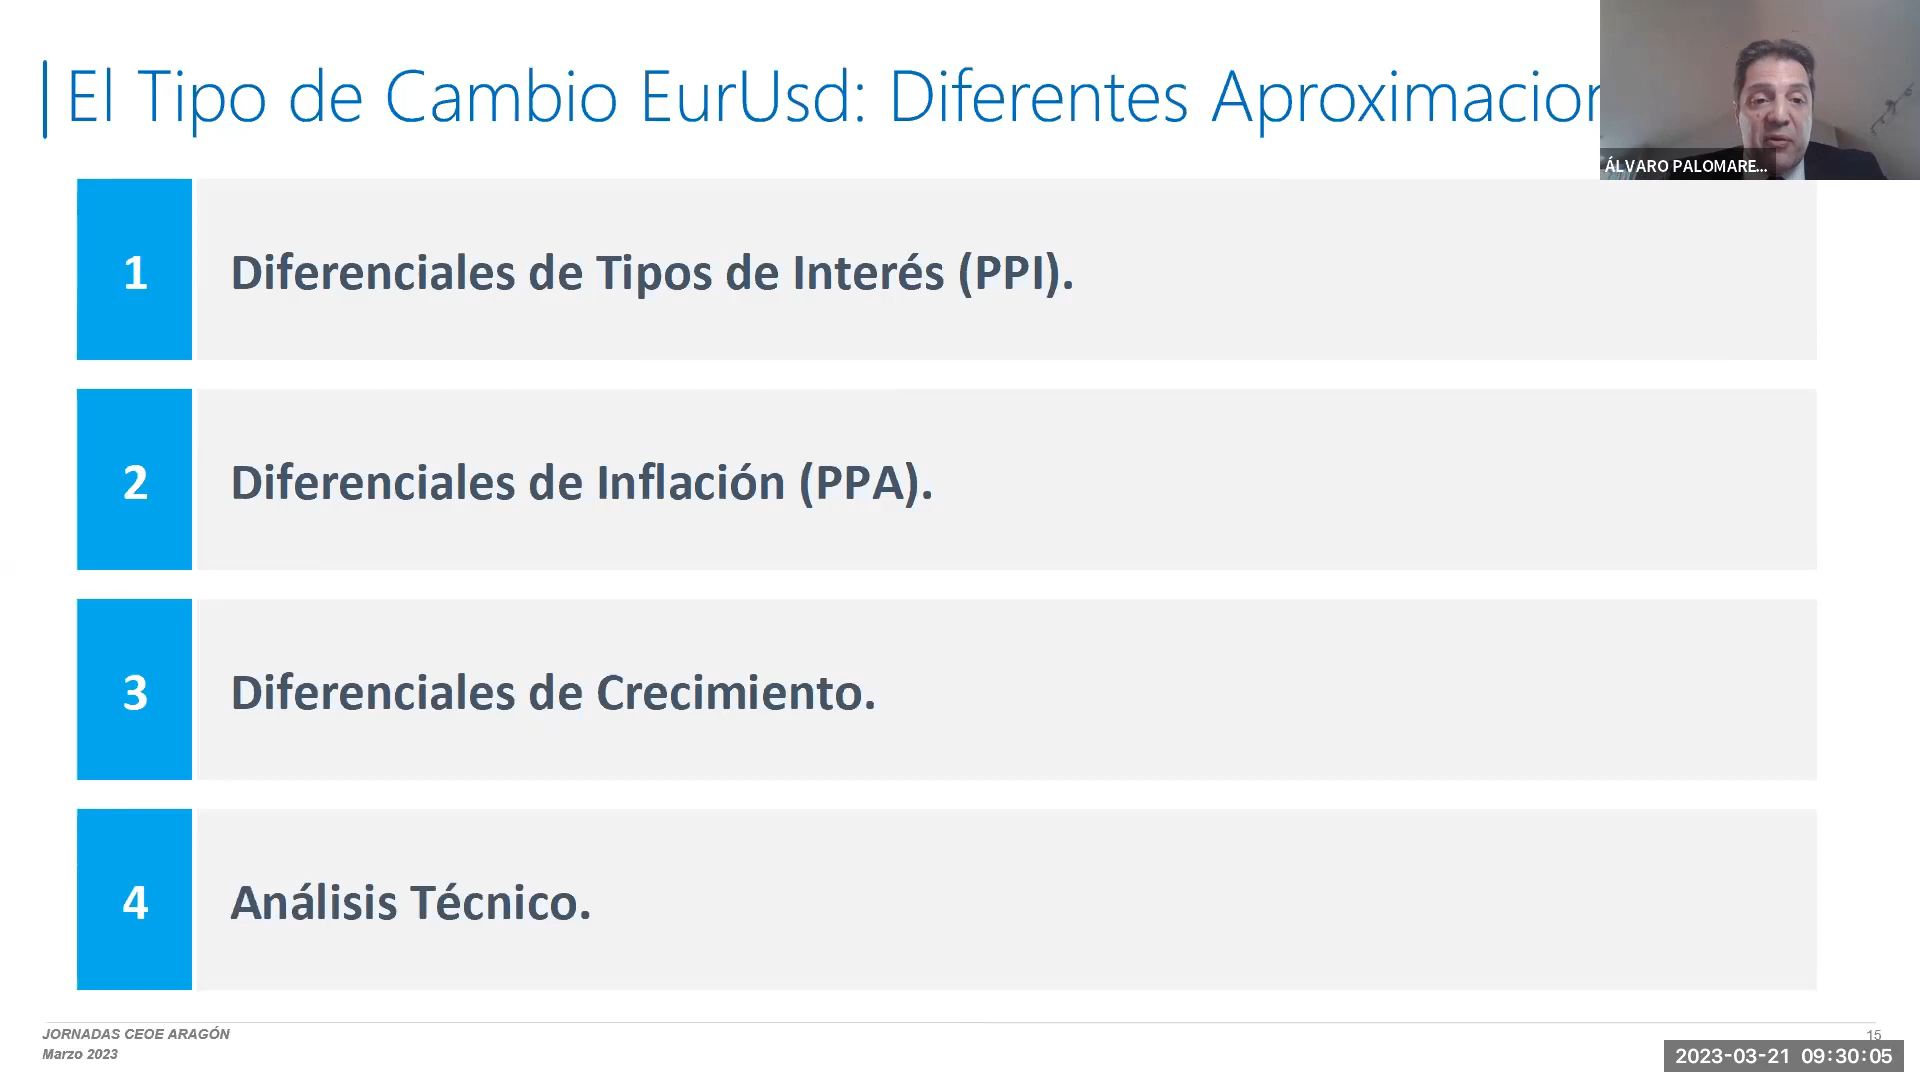 El Tipo de Cambio EurUsd: Diferentes Aproximacion
ÁLVARO PALOMARE...
1
Diferenciales de Tipos de Interés (PPI).
2
Diferenciales de Inflación (PPA).
3
Diferenciales de Crecimiento.
4
Análisis Técnico.
JORNADAS CEOE ARAGÓN
Marzo 2023
15
2023-03-21 09:30:05